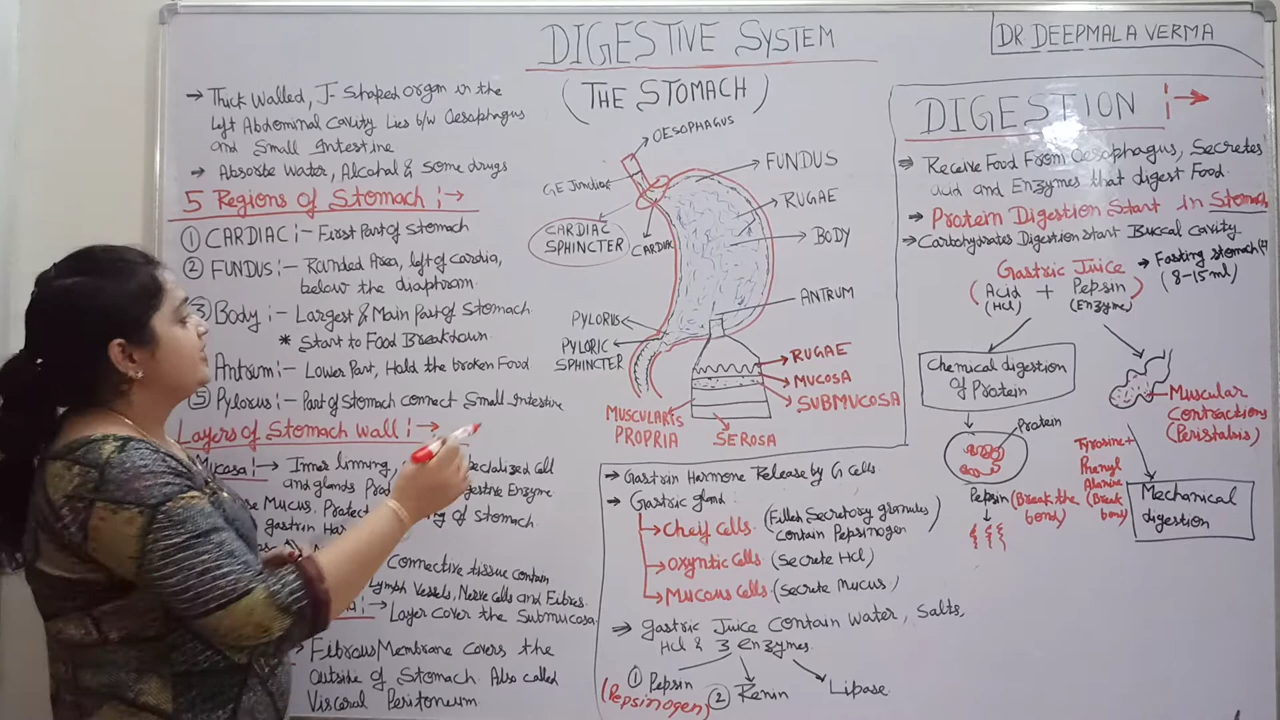 DIGESTIVE SYSTEM
(THE STOMACH)
DR. DEEPMALA VERMA
→ Thick Walled, J-Shaped organ in the
left Abdominal Cavity Lies b/w Oesophagus
and Small Intestine
→ Absorbe Water, Alcohal & Some drugs
5 Regions of Stomach :→
① CARDIAC :- First Part of Stomach
② FUNDUS :- Rounded Area, left of cardia,
below the diaphram.
③ Body :- Largest & Main Part of Stomach.
* Start to Food Breakdown.
Antrum :- Lower Part, Hold the broken Food
⑤ Pylorus :- Part of Stomach connect Small Intestine
Layers of Stomach Wall :→
Mucosa :→ Inner linning, Specialized Cell
and glands Digestive Enzyme
Mucus. Protect of Stomach.
gastrin
Connective tissue contain
Lymph Vessels, Nerve Cells and Fibres.
→ Layer Cover the Submucosa.
Fibrous Membrane Covers the
outside of Stomach. Also called
Visceral Peritoneum.
OESOPHAGUS
GE Junction
FUNDUS
RUGAE
CARDIAC
SPHINCTER
CARDIAC
BODY
ANTRUM
PYLORUS
PYLORIC
SPHINCTER
RUGAE
MUCOSA
SUBMUCOSA
MUSCULARIS
PROPRIA
SEROSA
→ Gastrin Hormone Release by G Cells
→ Gastric gland:
→ Cheif Cells (Filled Secretory granules
contain Pepsinogen)
→ Oxyntic Cells (Secrete Hcl)
→ Mucous Cells (Secrete Mucus)
⇒ Gastric Juice Contain Water, Salts,
Hcl & 3 enzymes.
① Pepsin
(Pepsinogen)
② Renin
Lipase
DIGESTION :→
⇒ Receive Food From Oesophagus, Secretes
acid and Enzymes that digest Food.
→ Protein Digestion Start In Stomach
→ Carbohydrates Digestion start Buccal Cavity
Gastric Juice
(Acid + Pepsin)
(Hcl) (Enzyme)
→ Fasting stomach
(8-15 ml)
Chemical digestion
of Protein
Protein
Pepsin (Break the
bond)
Muscular
Contractions
(Peristalsis)
Tyrosine+
Phenyl
Alanine
(Break
bond)
Mechanical
digestion